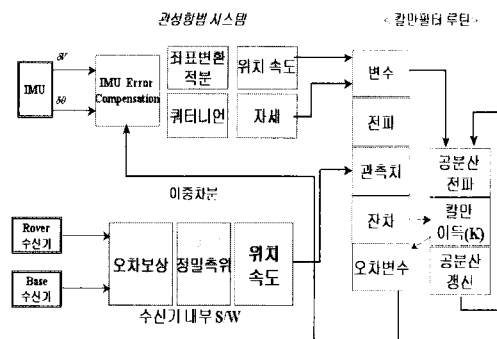 관성항법 시스템
< 칼만필터 루틴>
IMU
δV
δθ
IMU Error
Compensation
좌표변환
적분
위치 속도
쿼터니언
자세
변수
전파
관측치
잔차
오차변수
공분산
전파
칼만
이득(K)
공분산
갱신
이중차분
Rover
수신기
Base
수신기
오차보상
정밀측위
위치
속도
수신기 내부 S/W